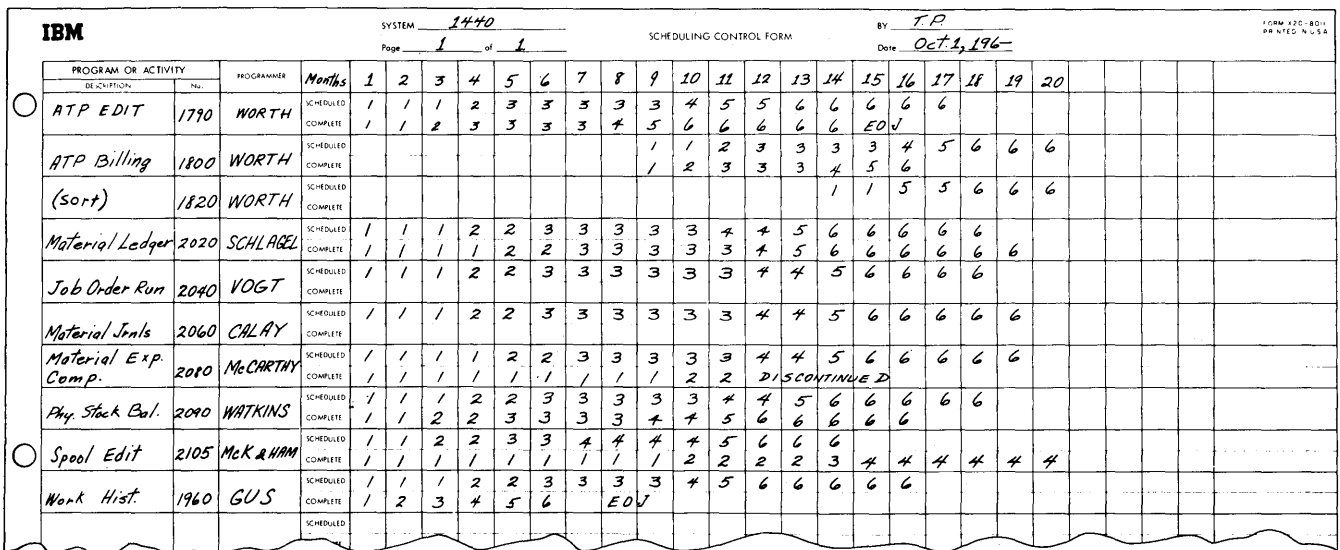 IBM
SYSTEM 1440
Page 1 of 1
SCHEDULING CONTROL FORM
BY T.P.
Date Oct. 1, 196-
FORM X20-8011
PRINTED IN U.S.A
PROGRAM OR ACTIVITY PROGRAMMER Months 1 2 3 4 5 6 7 8 9 10 11 12 13 14 15 16 17 18 19 20
DESCRIPTION No.
ATP EDIT 1790 WORTH
SCHEDULED 1 1 1 2 3 3 3 3 3 4 5 5 6 6 6 6 6
COMPLETE 1 1 2 3 3 3 3 4 5 6 6 6 6 6 EOJ
ATP Billing 1800 WORTH
SCHEDULED 1 1 2 3 3 3 3 4 5 6 6 6
COMPLETE 1 2 3 3 3 4 5 6
(Sort) 1820 WORTH
SCHEDULED 1 1 5 5 6 6 6
COMPLETE
Material Ledger 2020 SCHLAGEL
SCHEDULED 1 1 1 2 2 3 3 3 3 3 4 4 5 6 6 6 6 6
COMPLETE 1 1 1 1 2 2 3 3 3 3 3 4 5 6 6 6 6 6 6
Job Order Run 2040 VOGT
SCHEDULED 1 1 1 2 2 3 3 3 3 3 3 4 4 5 6 6 6 6
COMPLETE
Material Jrnls 2060 CALAY
SCHEDULED 1 1 1 2 2 3 3 3 3 3 3 4 4 5 6 6 6 6 6
COMPLETE
Material Exp. Comp. 2080 McCARTHY
SCHEDULED 1 1 1 1 2 2 3 3 3 3 3 4 4 5 6 6 6 6 6
COMPLETE 1 1 1 1 1 1 1 1 1 2 2 DISCONTINUED
Phy. Stock Bal. 2090 WATKINS
SCHEDULED 1 1 1 2 2 3 3 3 3 3 4 4 5 6 6 6 6 6
COMPLETE 1 1 2 2 3 3 3 3 4 4 5 6 6 6 6 6
Spool Edit 2105 McK & HAM
SCHEDULED 1 1 2 2 3 3 4 4 4 4 5 6 6 6
COMPLETE 1 1 1 1 1 1 1 1 1 2 2 2 2 3 4 4 4 4 4 4
Work Hist. 1960 GUS
SCHEDULED 1 1 1 2 2 3 3 3 3 4 5 6 6 6 6 6
COMPLETE 1 2 3 4 5 6 EOJ
SCHEDULED